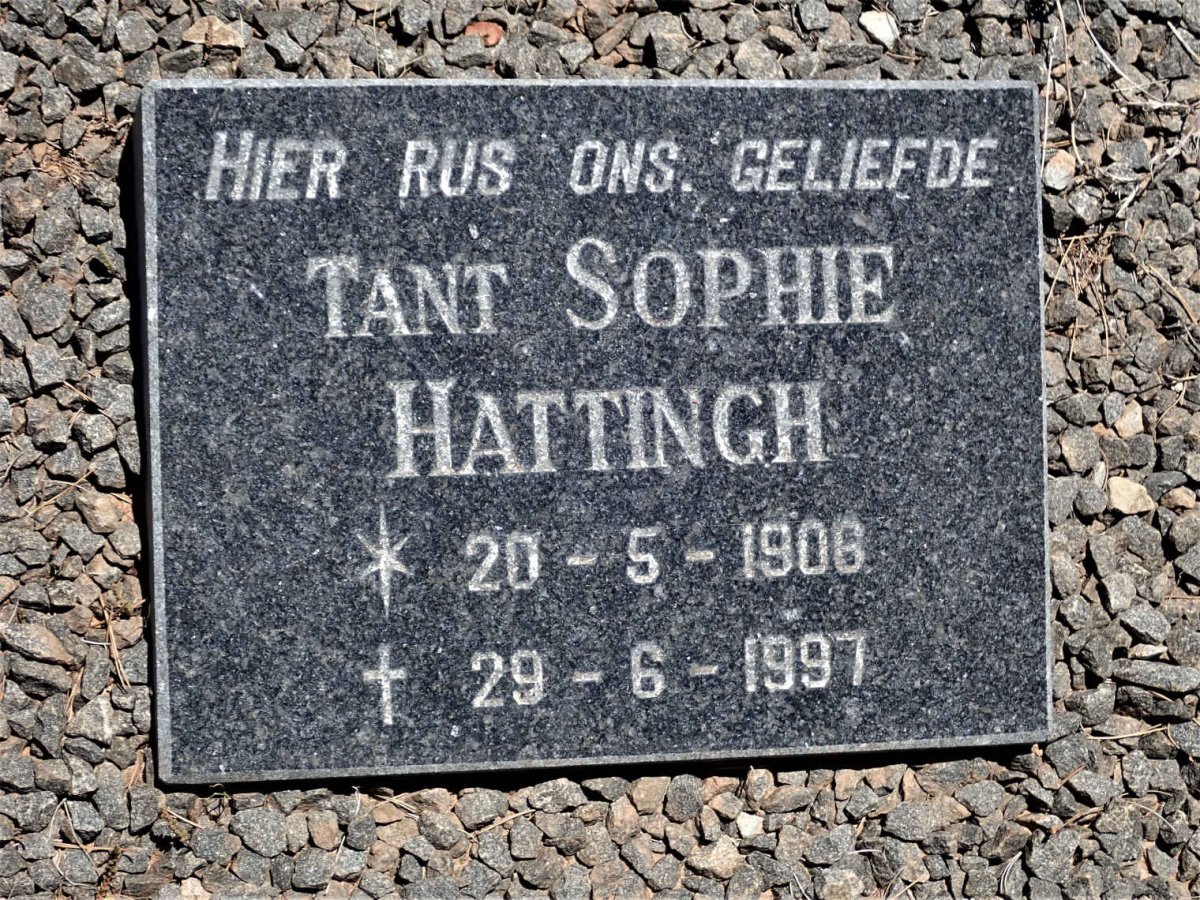 HIER RUS ONS GELIEFDE
TANT SOPHIE
HATTINGH
* 20 - 5 - 1906
† 29 - 6 - 1997